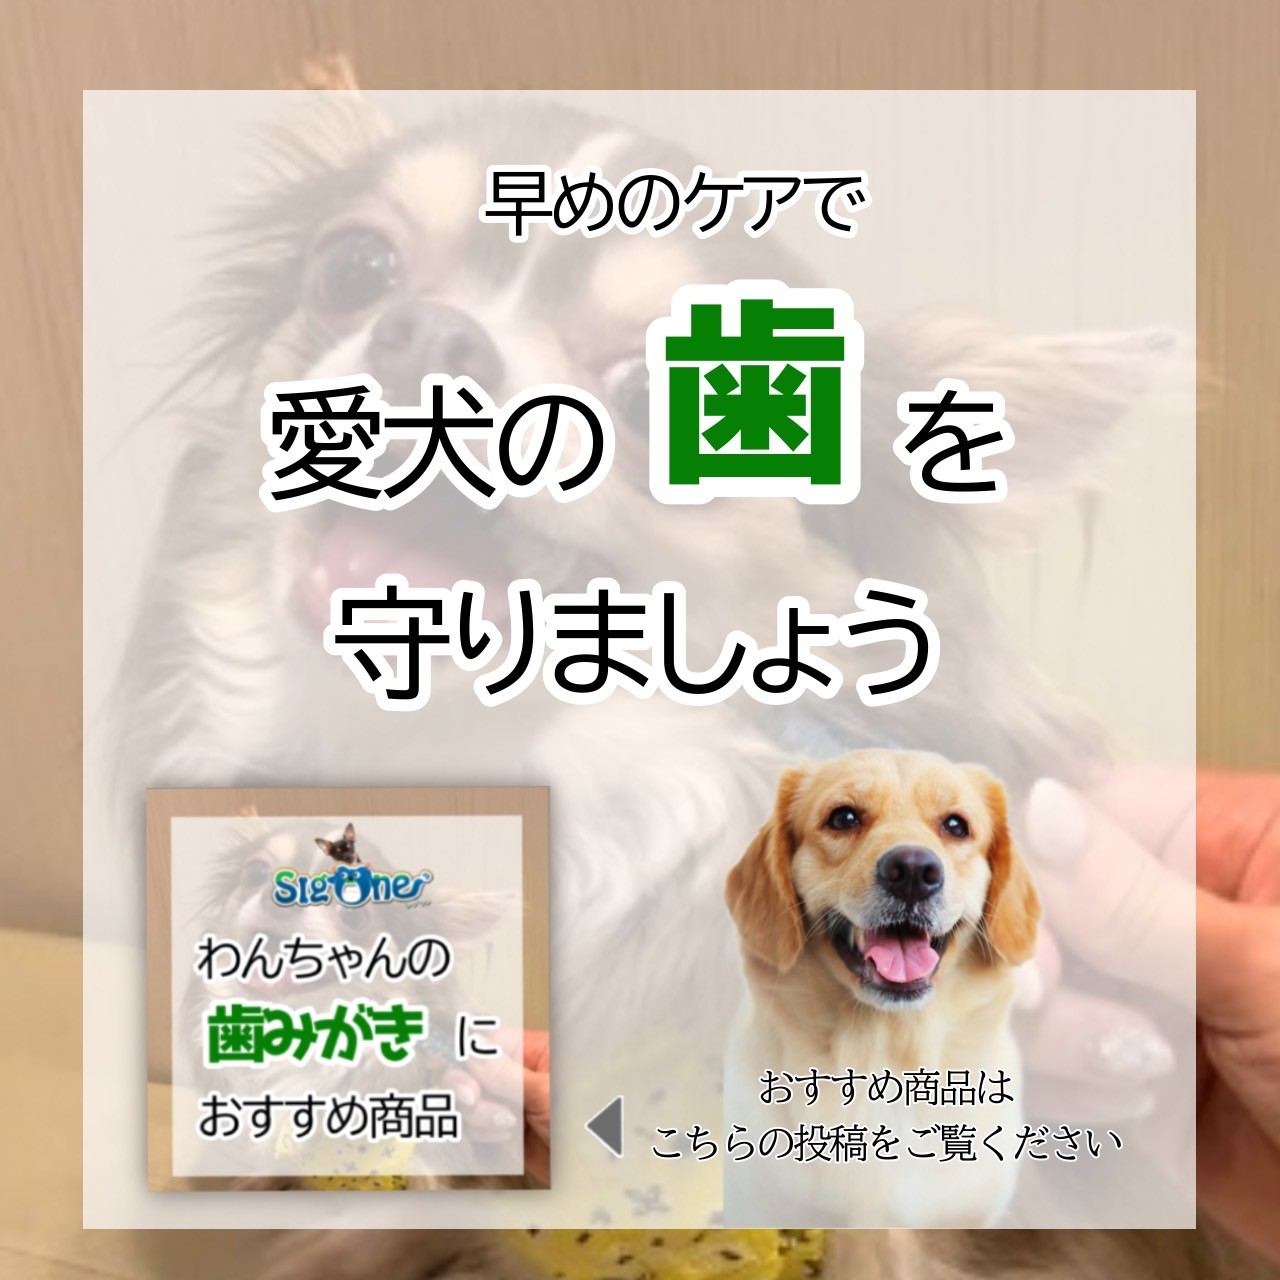 早めのケアで
愛犬の 歯 を
守りましょう
SigOne
わんちゃんの
歯みがき に
おすすめ商品
おすすめ商品は
こちらの投稿をご覧ください